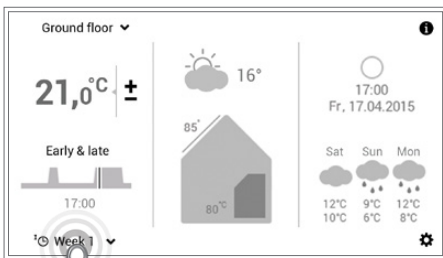 Ground floor
21,0°C ±
Early & late
17:00
Week 1
16°
85°
80°C
17:00
Fr, 17.04.2015
Sat Sun Mon
12°C 9°C 12°C
10°C 6°C 8°C